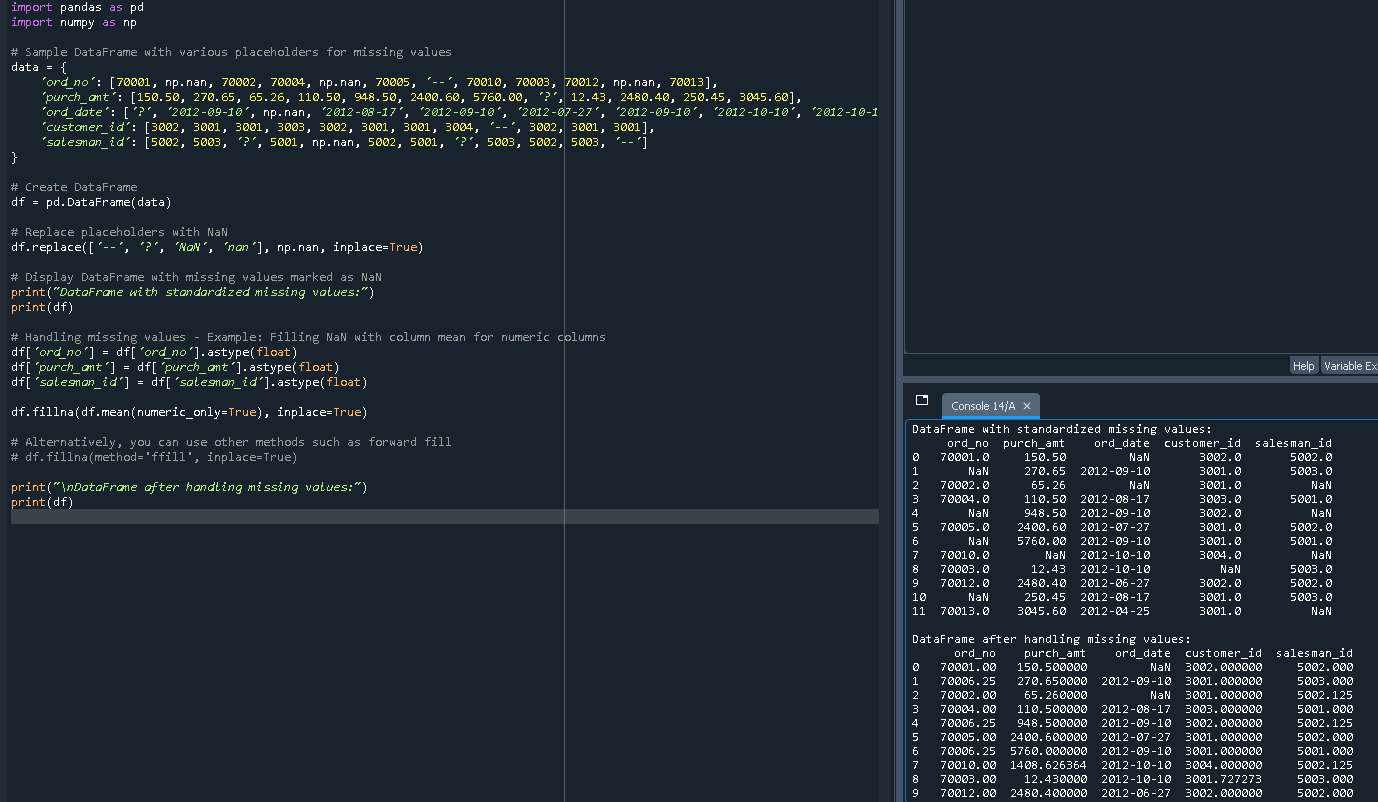 import pandas as pd
import numpy as np
# Sample DataFrame with various placeholders for missing values
data = {
    'ord_no': [70001, np.nan, 70002, 70004, np.nan, 70005, '--', 70010, 70003, 70012, np.nan, 70013],
    'purch_amt': [150.50, 270.65, 65.26, 110.50, 948.50, 2400.60, 5760.00, '?', 12.43, 2480.40, 250.45, 3045.60],
    'ord_date': ['?', '2012-09-10', np.nan, '2012-08-17', '2012-09-10', '2012-07-27', '2012-09-10', '2012-10-10', '2012-10-1
    'customer_id': [3002, 3001, 3001, 3003, 3002, 3001, 3001, 3004, '--', 3002, 3001, 3001],
    'salesman_id': [5002, 5003, '?', 5001, np.nan, 5002, 5001, '?', 5003, 5002, 5003, '--']
}
# Create DataFrame
df = pd.DataFrame(data)
# Replace placeholders with NaN
df.replace(['--', '?', 'NaN', 'nan'], np.nan, inplace=True)
# Display DataFrame with missing values marked as NaN
print("DataFrame with standardized missing values:")
print(df)
# Handling missing values - Example: Filling NaN with column mean for numeric columns
df['ord_no'] = df['ord_no'].astype(float)
df['purch_amt'] = df['purch_amt'].astype(float)
df['salesman_id'] = df['salesman_id'].astype(float)
df.fillna(df.mean(numeric_only=True), inplace=True)
# Alternatively, you can use other methods such as forward fill
# df.fillna(method='ffill', inplace=True)
print("\nDataFrame after handling missing values:")
print(df)
Help Variable Ex
Console 14/A
DataFrame with standardized missing values:
ord_no purch_amt ord_date customer_id salesman_id
0 70001.0 150.50 NaN 3002.0 5002.0
1 NaN 270.65 2012-09-10 3001.0 5003.0
2 70002.0 65.26 NaN 3001.0 NaN
3 70004.0 110.50 2012-08-17 3003.0 5001.0
4 NaN 948.50 2012-09-10 3002.0 NaN
5 70005.0 2400.60 2012-07-27 3001.0 5002.0
6 NaN 5760.00 2012-09-10 3001.0 5001.0
7 70010.0 NaN 2012-10-10 3004.0 NaN
8 70003.0 12.43 2012-10-10 NaN 5003.0
9 70012.0 2480.40 2012-06-27 3002.0 5002.0
10 NaN 250.45 2012-08-17 3001.0 5003.0
11 70013.0 3045.60 2012-04-25 3001.0 NaN
DataFrame after handling missing values:
ord_no purch_amt ord_date customer_id salesman_id
0 70001.00 150.500000 NaN 3002.000000 5002.000
1 70006.25 270.650000 2012-09-10 3001.000000 5003.000
2 70002.00 65.260000 NaN 3001.000000 5002.125
3 70004.00 110.500000 2012-08-17 3003.000000 5001.000
4 70006.25 948.500000 2012-09-10 3002.000000 5002.125
5 70005.00 2400.600000 2012-07-27 3001.000000 5002.000
6 70006.25 5760.000000 2012-09-10 3001.000000 5001.000
7 70010.00 1408.626364 2012-10-10 3004.000000 5002.125
8 70003.00 12.430000 2012-10-10 3001.727273 5003.000
9 70012.00 2480.400000 2012-06-27 3002.000000 5002.000